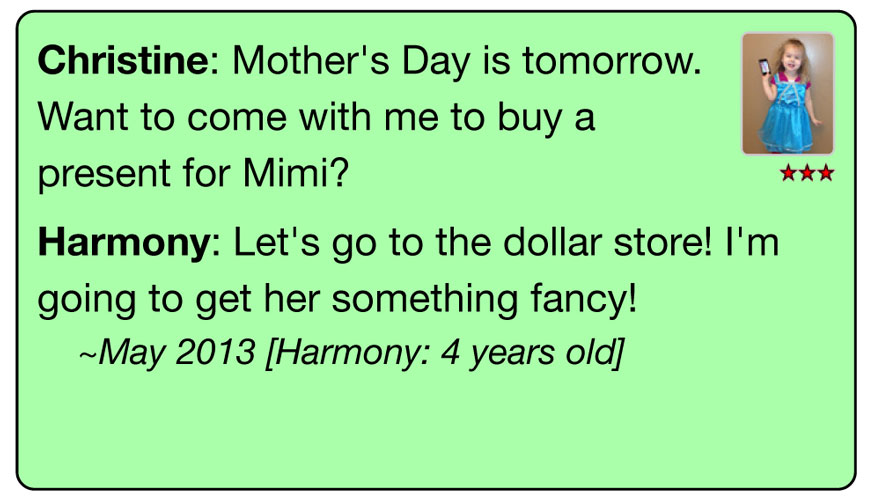 Christine: Mother's Day is tomorrow.
Want to come with me to buy a
present for Mimi?
Harmony: Let's go to the dollar store! I'm
going to get her something fancy!
~May 2013 [Harmony: 4 years old]